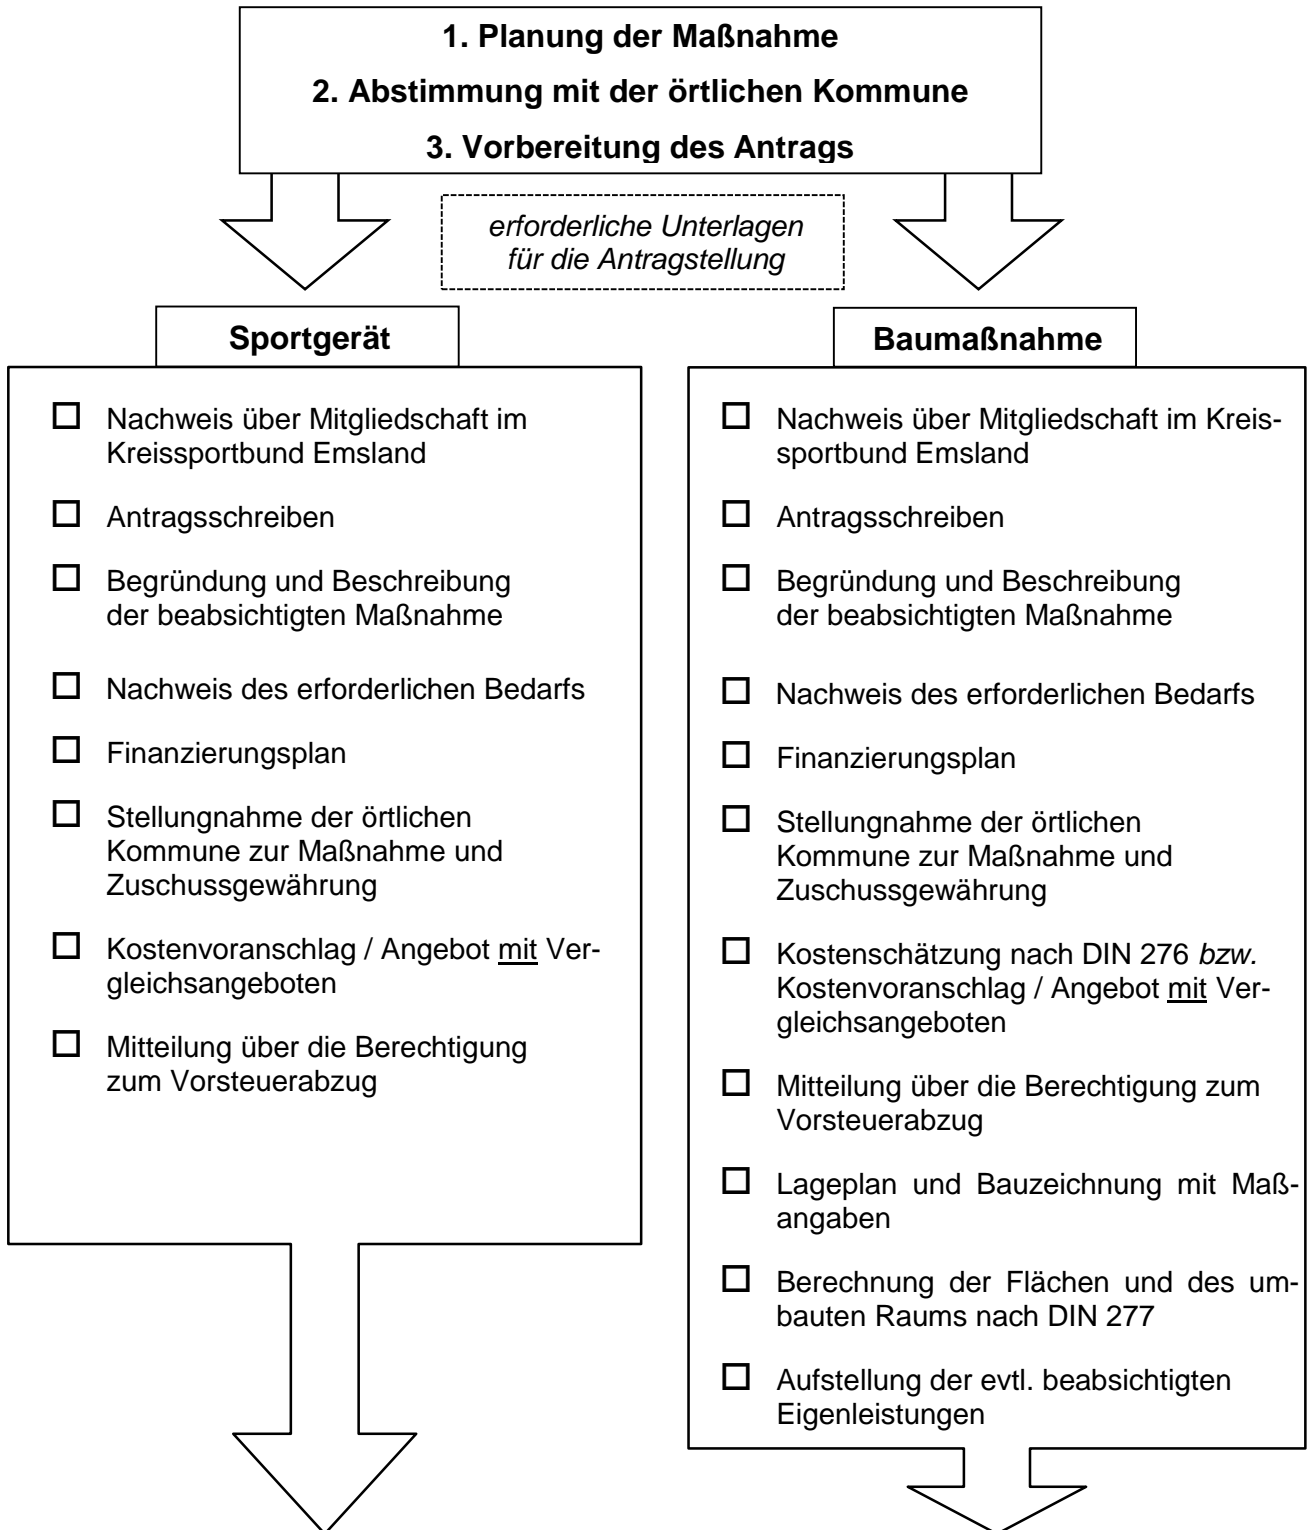 1. Planung der Maßnahme
2. Abstimmung mit der örtlichen Kommune
3. Vorbereitung des Antrags
erforderliche Unterlagen
für die Antragstellung
Sportgerät
☐ Nachweis über Mitgliedschaft im
Kreissportbund Emsland
☐ Antragsschreiben
☐ Begründung und Beschreibung
der beabsichtigten Maßnahme
☐ Nachweis des erforderlichen Bedarfs
☐ Finanzierungsplan
☐ Stellungnahme der örtlichen
Kommune zur Maßnahme und
Zuschussgewährung
☐ Kostenvoranschlag / Angebot mit Ver-
gleichsangeboten
☐ Mitteilung über die Berechtigung
zum Vorsteuerabzug
Baumaßnahme
☐ Nachweis über Mitgliedschaft im Kreis-
sportbund Emsland
☐ Antragsschreiben
☐ Begründung und Beschreibung
der beabsichtigten Maßnahme
☐ Nachweis des erforderlichen Bedarfs
☐ Finanzierungsplan
☐ Stellungnahme der örtlichen
Kommune zur Maßnahme und
Zuschussgewährung
☐ Kostenschätzung nach DIN 276 bzw.
Kostenvoranschlag / Angebot mit Ver-
gleichsangeboten
☐ Mitteilung über die Berechtigung zum
Vorsteuerabzug
☐ Lageplan und Bauzeichnung mit Maß-
angaben
☐ Berechnung der Flächen und des um-
bauten Raums nach DIN 277
☐ Aufstellung der evtl. beabsichtigten
Eigenleistungen